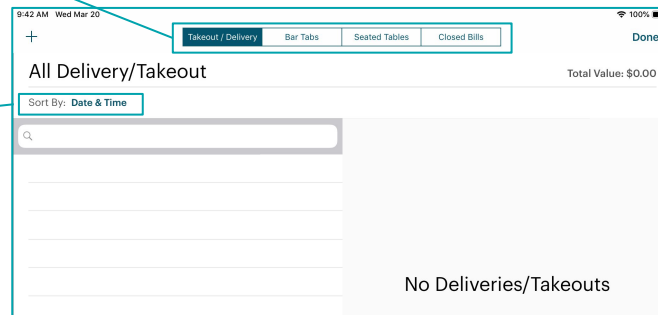 9:42 AM Wed Mar 20 100%
Takeout / Delivery Bar Tabs Seated Tables Closed Bills Done
All Delivery/Takeout Total Value: $0.00
Sort By: Date & Time
No Deliveries/Takeouts